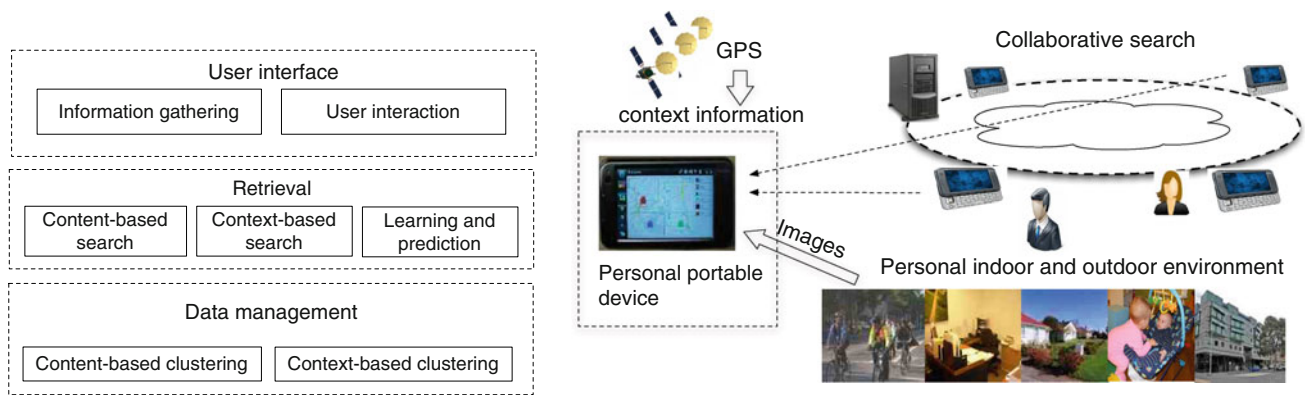 User interface
Information gathering
User interaction
Retrieval
Content-based
search
Context-based
search
Learning and
prediction
Data management
Content-based clustering
Context-based clustering
GPS
context information
Personal portable
device
Images
Collaborative search
Personal indoor and outdoor environment